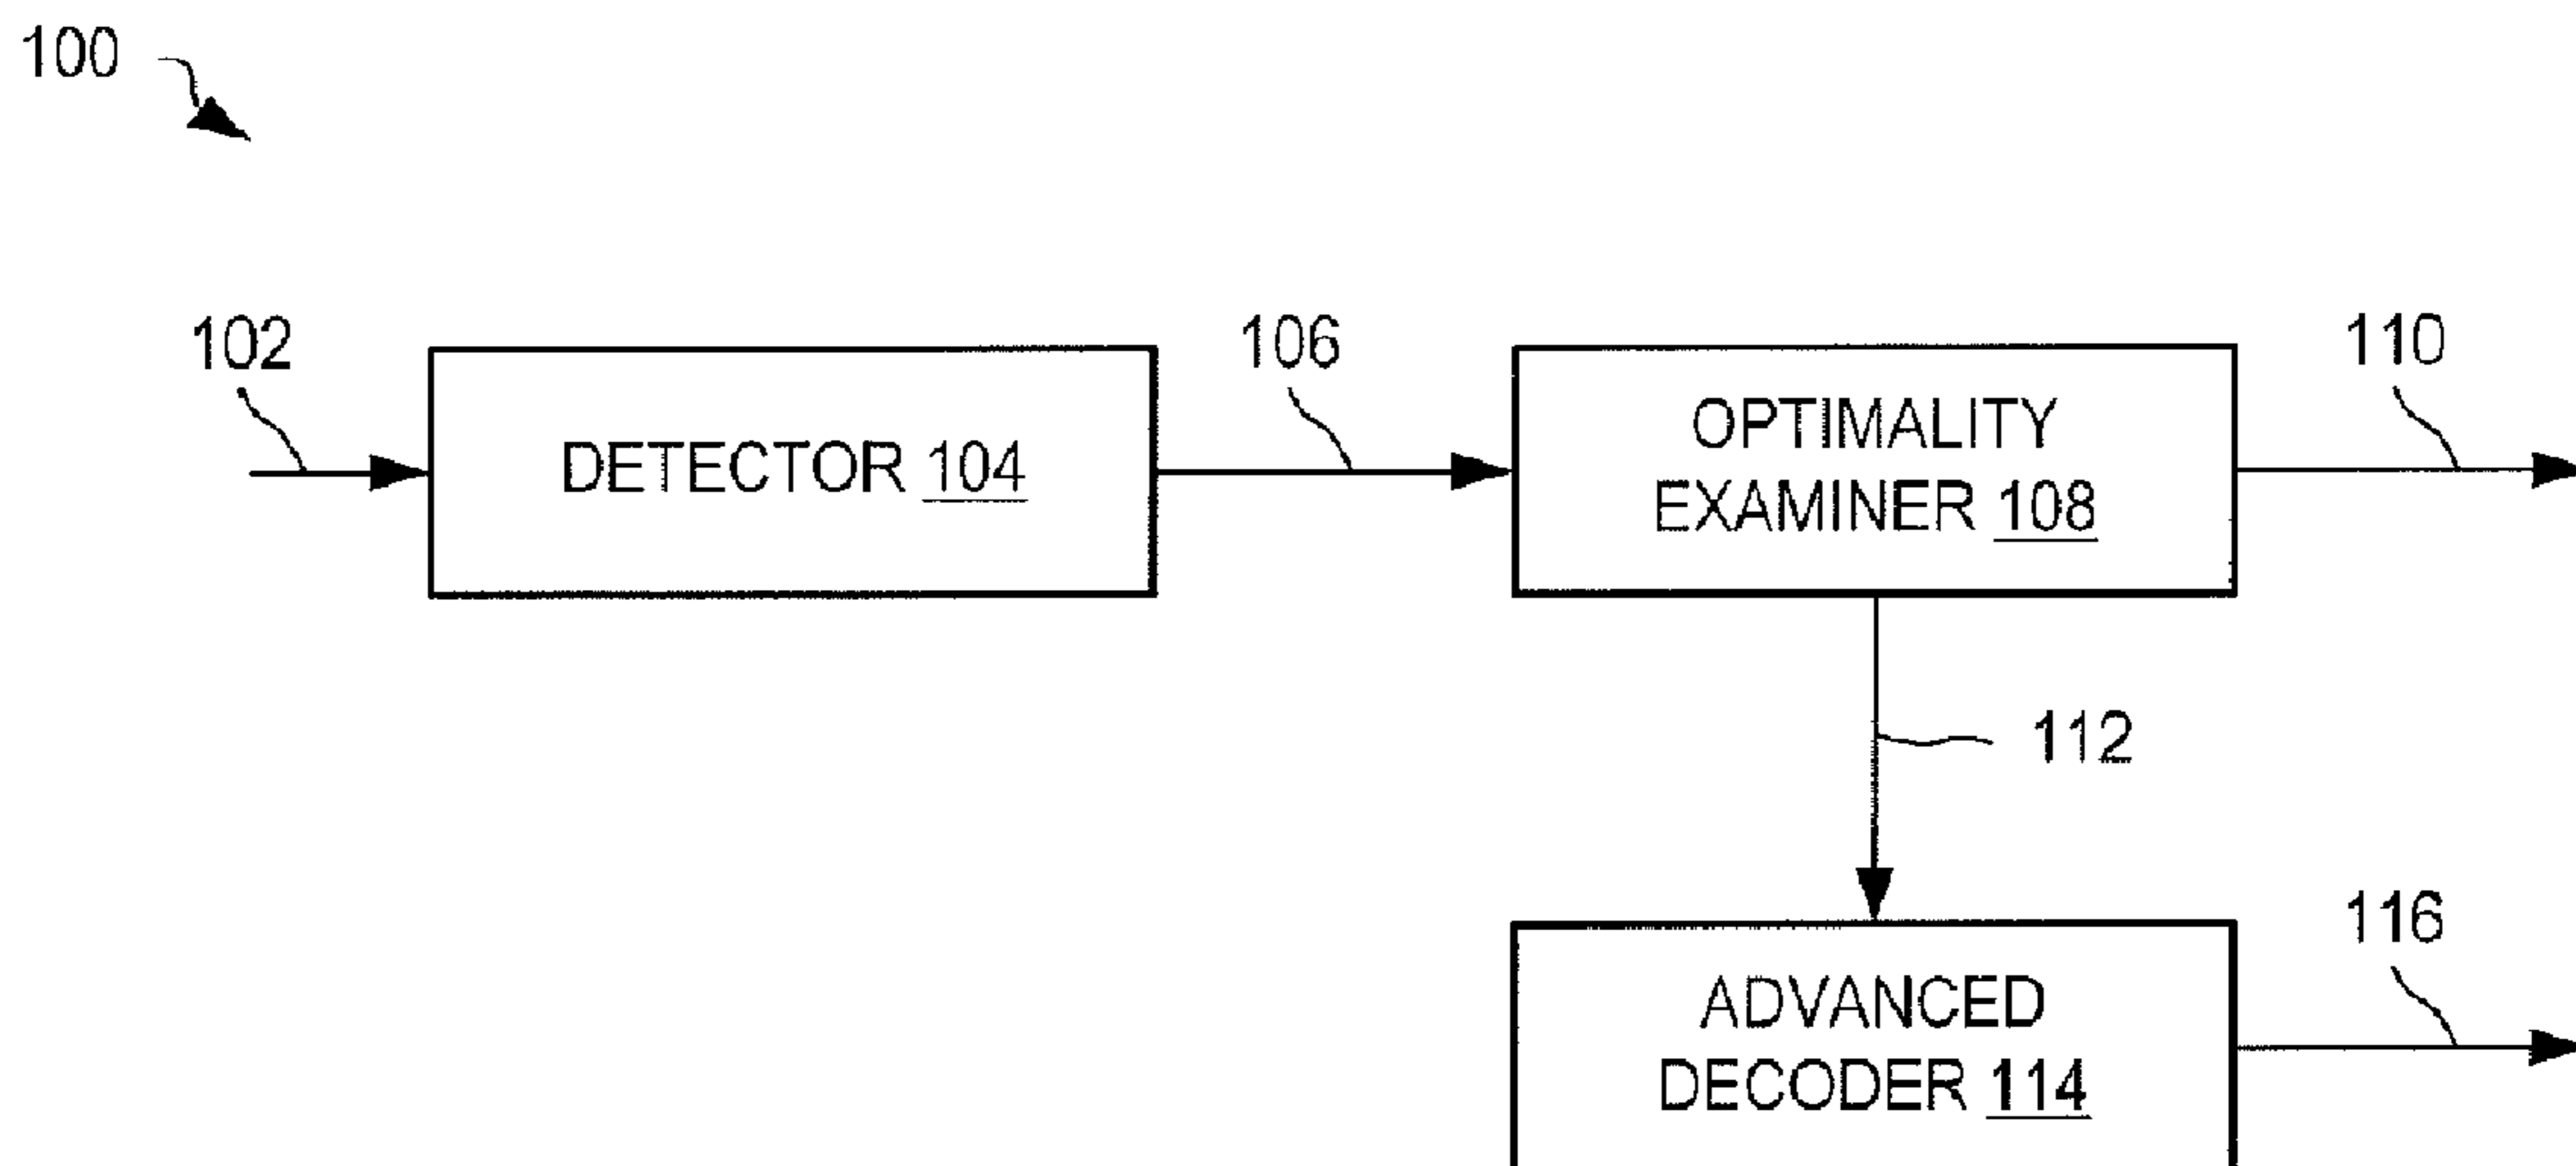 100
102
106
110
DETECTOR 104
OPTIMALITY
EXAMINER 108
112
116
ADVANCED
DECODER 114